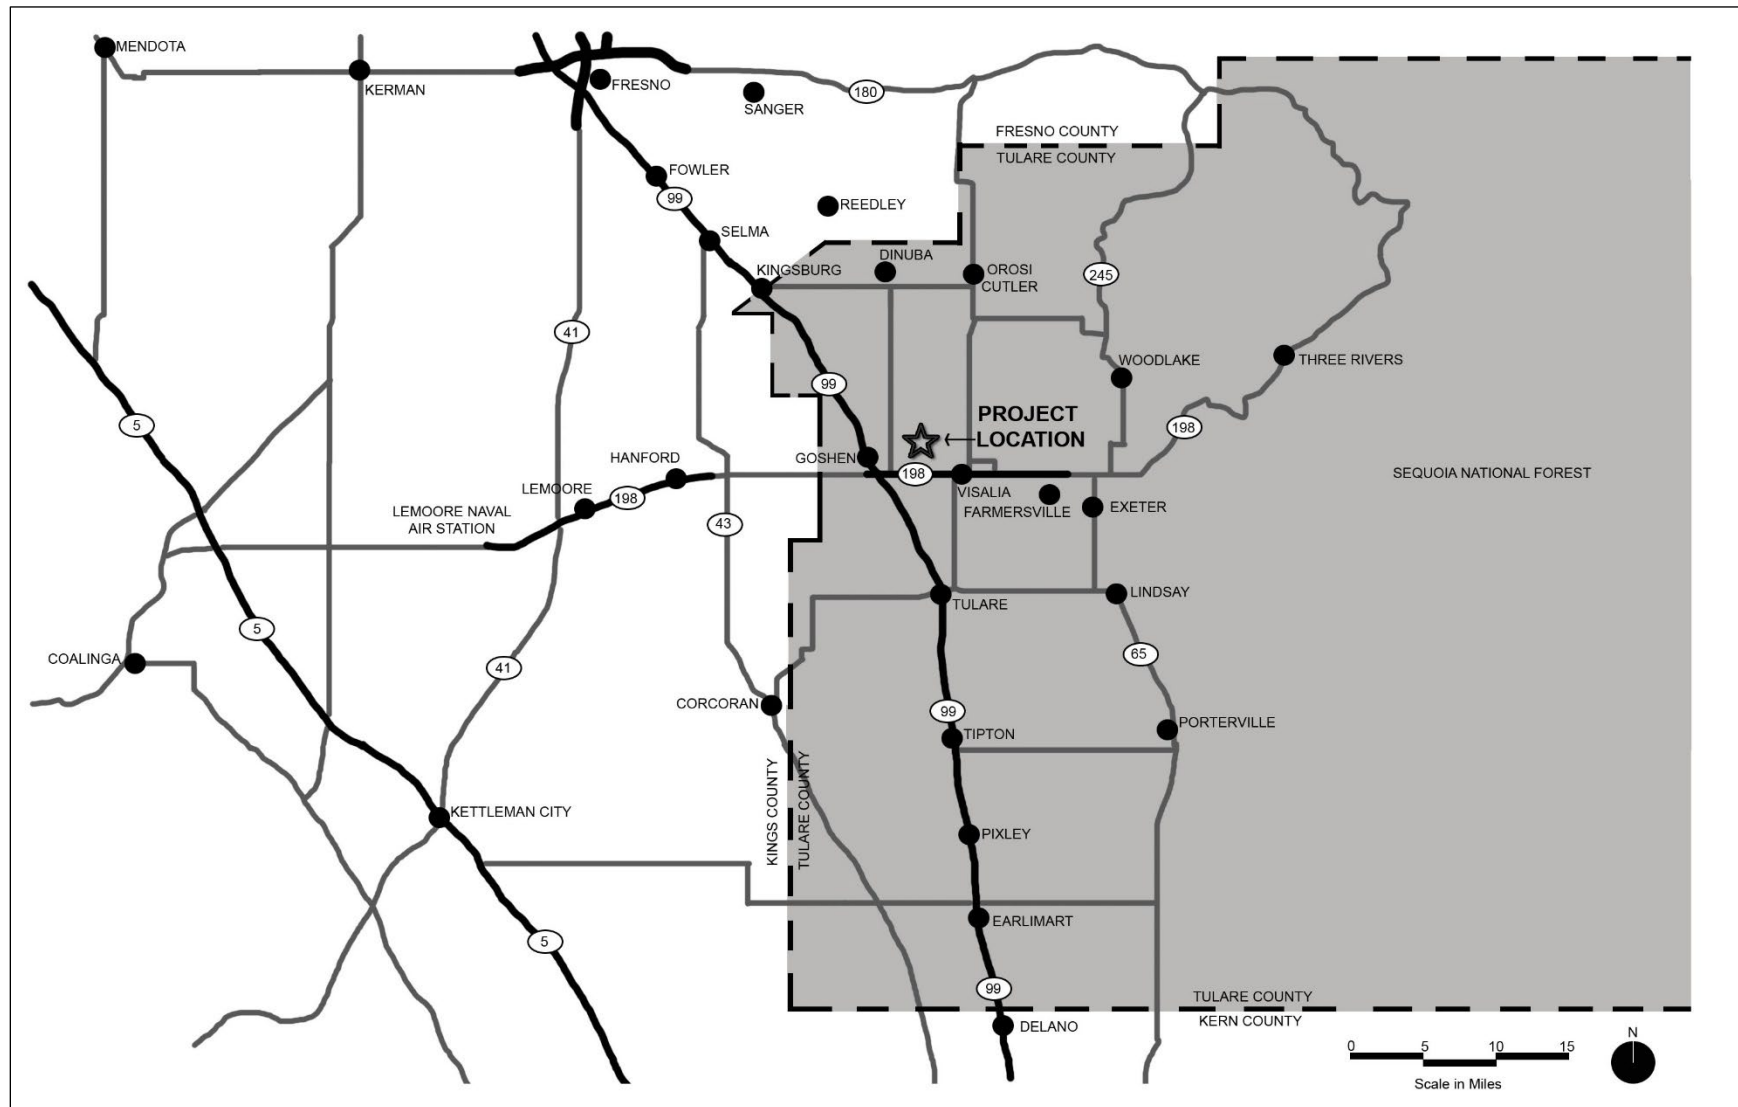 MENDOTA
KERMAN
FRESNO
SANGER
180
FRESNO COUNTY
TULARE COUNTY
FOWLER
99
REEDLEY
SELMA
DINUBA
KINGSBURG
OROSI
CUTLER
245
41
WOODLAKE
THREE RIVERS
99
5
PROJECT
LOCATION
198
GOSHEN
HANFORD
198
VISALIA
SEQUOIA NATIONAL FOREST
LEMOORE
198
FARMERSVILLE
EXETER
LEMOORE NAVAL
AIR STATION
43
LINDSAY
TULARE
5
65
COALINGA
41
CORCORAN
99
PORTERVILLE
TIPTON
KINGS COUNTY
TULARE COUNTY
KETTLEMAN CITY
PIXLEY
EARLIMART
5
99
TULARE COUNTY
KERN COUNTY
DELANO
N
0 5 10 15
Scale in Miles